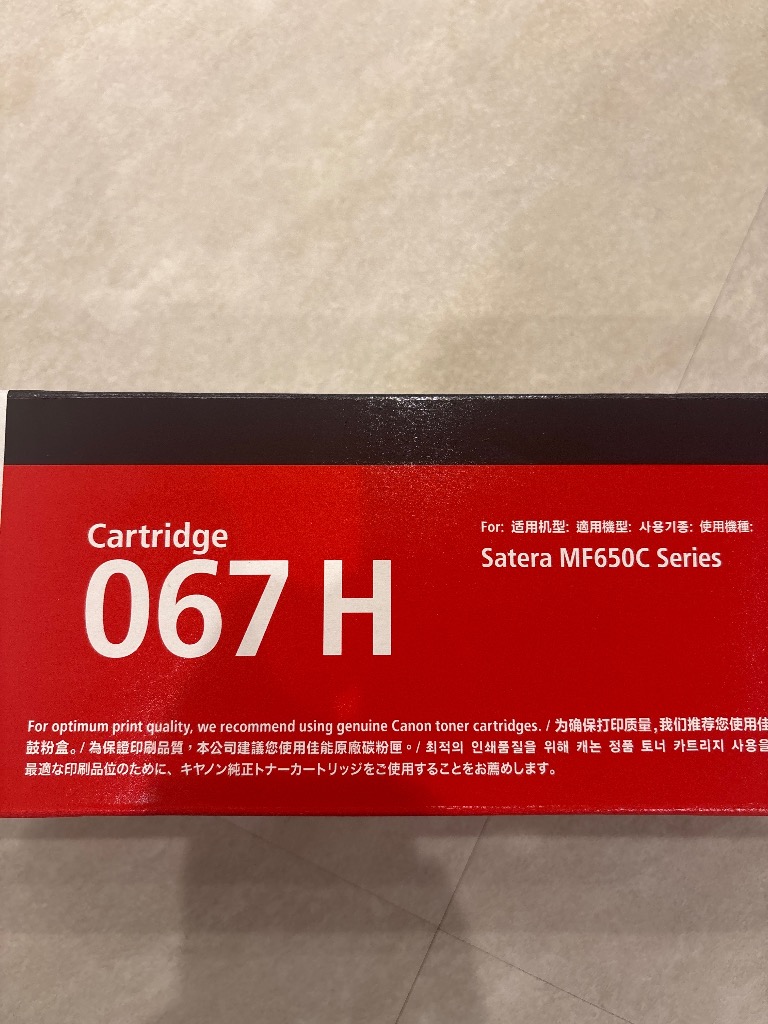 Cartridge
067 H
For: 适用机型: 適用機型: 사용기종: 使用機種:
Satera MF650C Series
For optimum print quality, we recommend using genuine Canon toner cartridges. / 为确保打印质量,我们推荐您使用佳
鼓粉盒。/ 為保證印刷品質，本公司建議您使用佳能原廠碳粉匣。/ 최적의 인쇄품질을 위해 캐논 정품 토너 카트리지 사용을
最適な印刷品位のために、キヤノン純正トナーカートリッジをご使用することをお薦めします。